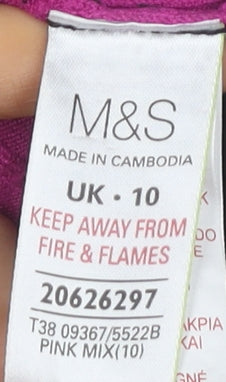 M&S
MADE IN CAMBODIA
UK · 10
KEEP AWAY FROM
FIRE & FLAMES
20626297
T38 09367/5522B
PINK MIX(10)